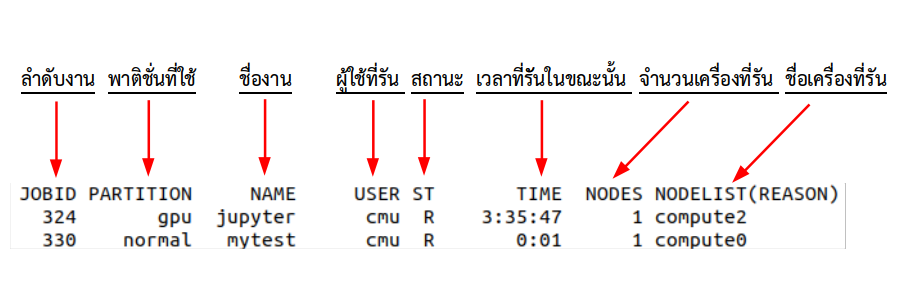 ลำดับงาน พาติชั่นที่ใช้ ชื่องาน ผู้ใช้ที่รัน สถานะ เวลาที่รันในขณะนั้น จำนวนเครื่องที่รัน ชื่อเครื่องที่รัน
JOBID PARTITION NAME USER ST TIME NODES NODELIST(REASON)
324 gpu jupyter cmu R 3:35:47 1 compute2
330 normal mytest cmu R 0:01 1 compute0